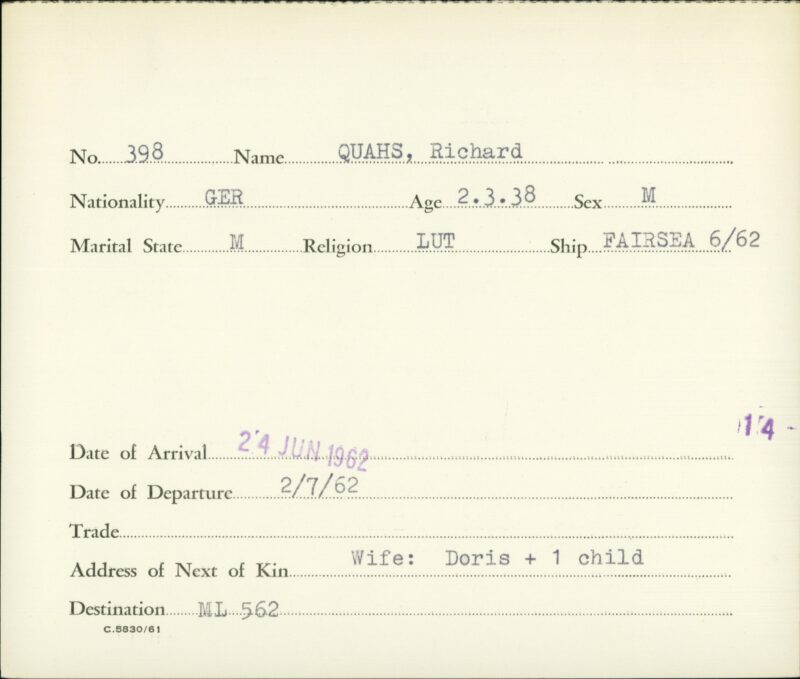 No. 398 Name QUAHS, Richard
Nationality GER Age 2.3.38 Sex M
Marital State M Religion LUT Ship FAIRSEA 6/62
14 -
Date of Arrival 24 JUN 1962
Date of Departure 2/7/62
Trade
Address of Next of Kin Wife: Doris + 1 child
Destination ML 562
C.5830/61